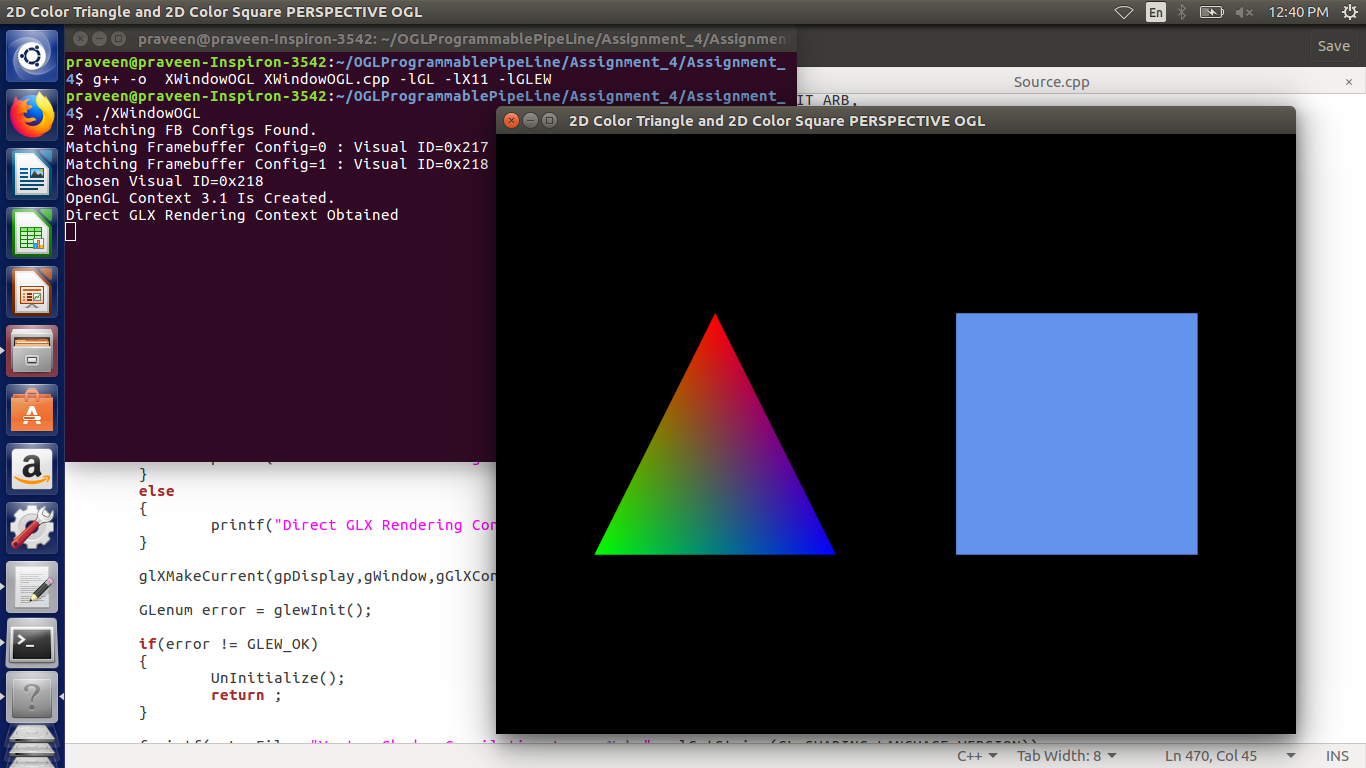 2D Color Triangle and 2D Color Square PERSPECTIVE OGL
En
12:40 PM
praveen@praveen-Inspiron-3542: ~/OGLProgrammablePipeLine/Assignment_4/Assignmen
Save
praveen@praveen-Inspiron-3542:~/OGLProgrammablePipeLine/Assignment_4/Assignment_
4$ g++ -o  XWindowOGL XWindowOGL.cpp -lGL -lX11 -lGLEW
praveen@praveen-Inspiron-3542:~/OGLProgrammablePipeLine/Assignment_4/Assignment_
4$ ./XWindowOGL
2 Matching FB Configs Found.
Matching Framebuffer Config=0 : Visual ID=0x217
Matching Framebuffer Config=1 : Visual ID=0x218
Chosen Visual ID=0x218
OpenGL Context 3.1 Is Created.
Direct GLX Rendering Context Obtained
Source.cpp ×
IT_ARB,
2D Color Triangle and 2D Color Square PERSPECTIVE OGL
}
else
{
printf("Direct GLX Rendering Con
}
glXMakeCurrent(gpDisplay,gWindow,gGlXCon
GLenum error = glewInit();
if(error != GLEW_OK)
{
UnInitialize();
return ;
}
C++ Tab Width: 8 Ln 470, Col 45 INS